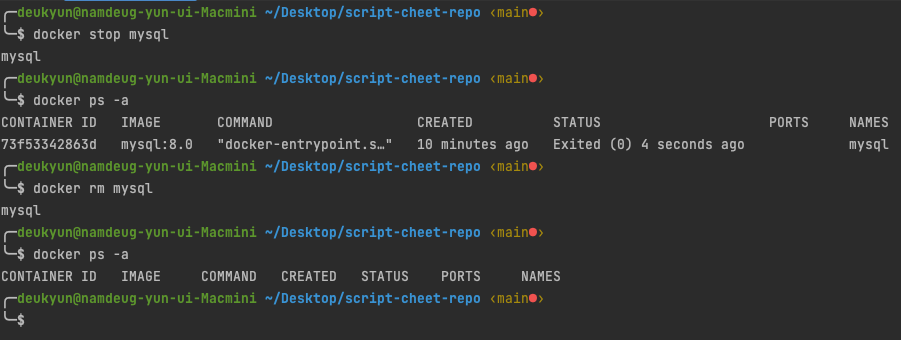 ╭─deukyun@namdeug-yun-ui-Macmini ~/Desktop/script-cheet-repo ‹main●›
╰─$ docker stop mysql
mysql
╭─deukyun@namdeug-yun-ui-Macmini ~/Desktop/script-cheet-repo ‹main●›
╰─$ docker ps -a
CONTAINER ID   IMAGE       COMMAND                  CREATED          STATUS                     PORTS     NAMES
73f53342863d   mysql:8.0   "docker-entrypoint.s…"   10 minutes ago   Exited (0) 4 seconds ago             mysql
╭─deukyun@namdeug-yun-ui-Macmini ~/Desktop/script-cheet-repo ‹main●›
╰─$ docker rm mysql
mysql
╭─deukyun@namdeug-yun-ui-Macmini ~/Desktop/script-cheet-repo ‹main●›
╰─$ docker ps -a
CONTAINER ID   IMAGE     COMMAND   CREATED   STATUS    PORTS     NAMES
╭─deukyun@namdeug-yun-ui-Macmini ~/Desktop/script-cheet-repo ‹main●›
╰─$